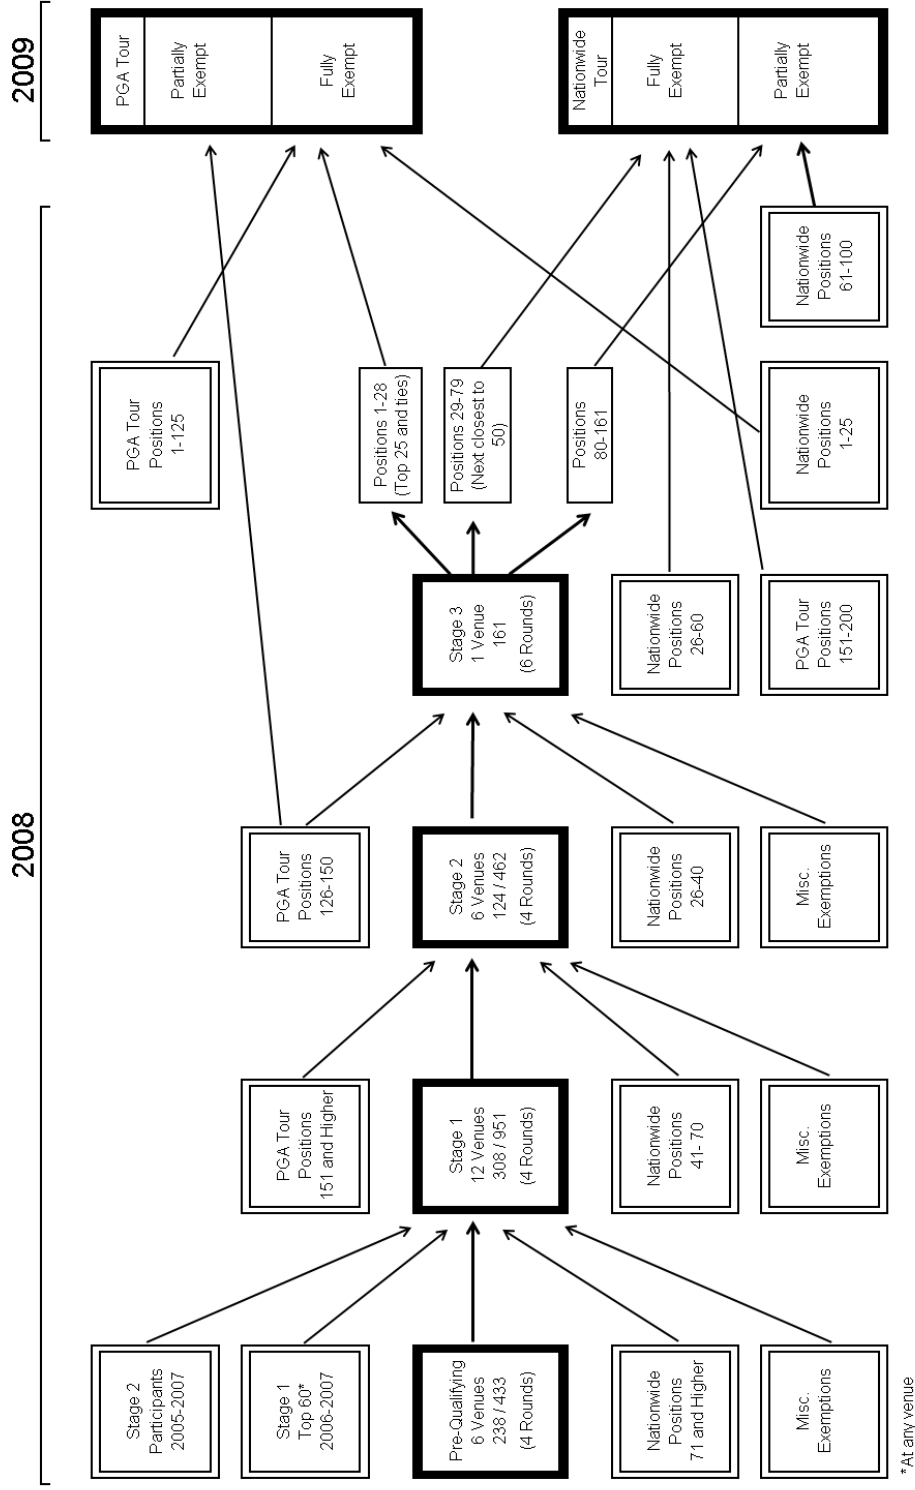 2008
2009
Stage 2
Participants
2005-2007
Stage 1
Top 60*
2006-2007
Pre-Qualifying
6 Venues
238 / 433
(4 Rounds)
Nationwide
Positions
71 and Higher
Misc.
Exemptions
PGA Tour
Positions
151 and Higher
Stage 1
12 Venues
308 / 951
(4 Rounds)
Nationwide
Positions
41- 70
Misc.
Exemptions
PGA Tour
Positions
126-150
Stage 2
6 Venues
124 / 462
(4 Rounds)
Nationwide
Positions
26-40
Misc.
Exemptions
Stage 3
1 Venue
161
(6 Rounds)
Nationwide
Positions
26-60
PGA Tour
Positions
151-200
PGA Tour
Positions
1-125
Positions 1-28
(Top 25 and ties)
Positions 29-79
(Next closest to
50)
Positions
80-161
Nationwide
Positions
1-25
Nationwide
Positions
61-100
PGA Tour
Partially
Exempt
Fully
Exempt
Nationwide
Tour
Fully
Exempt
Partially
Exempt
*At any venue